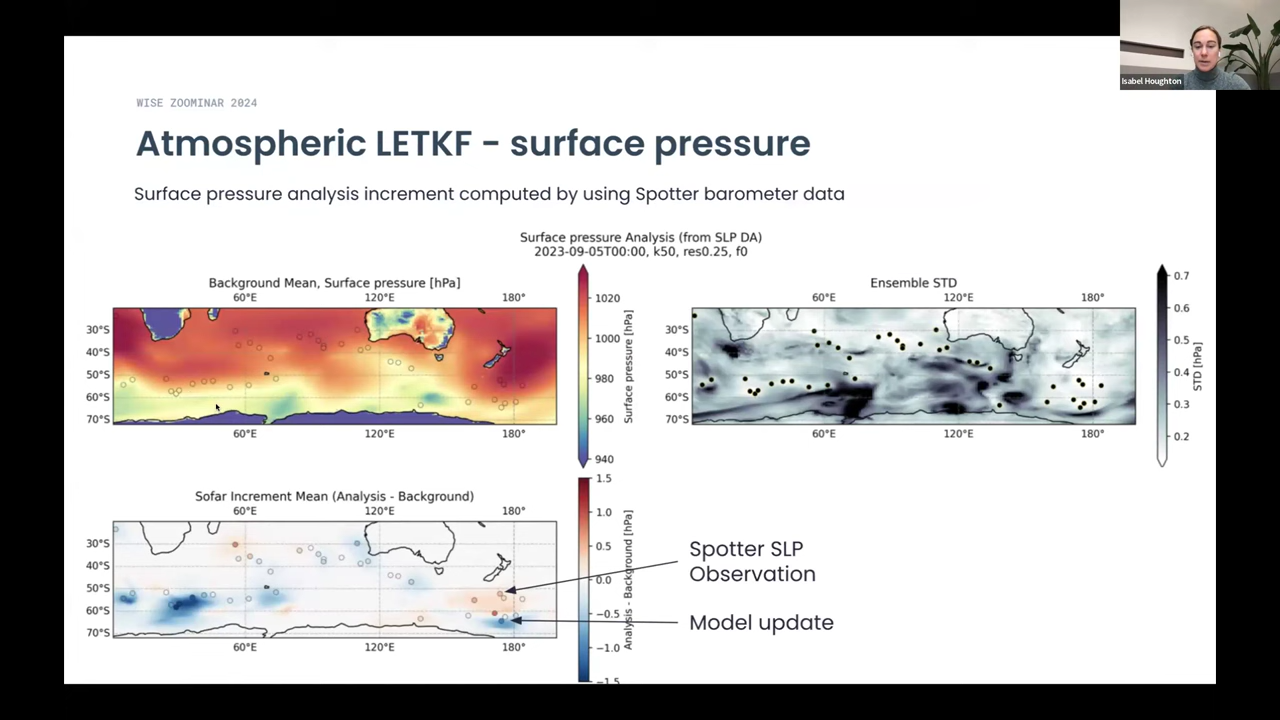 Isabel Houghton
WISE ZOOMINAR 2024
Atmospheric LETKF - surface pressure
Surface pressure analysis increment computed by using Spotter barometer data
Surface pressure Analysis (from SLP DA)
2023-09-05T00:00, k50, res0.25, f0
Background Mean, Surface pressure [hPa]
60°E 120°E 180°
30°S
40°S
50°S
60°S
70°S
60°E 120°E 180°
1020
1000
980
960
940
Surface pressure [hPa]
Ensemble STD
60°E 120°E 180°
30°S
40°S
50°S
60°S
70°S
60°E 120°E 180°
0.7
0.6
0.5
0.4
0.3
0.2
STD [hPa]
Sofar Increment Mean (Analysis - Background)
30°S
40°S
50°S
60°S
70°S
60°E 120°E 180°
1.5
1.0
0.5
0.0
−0.5
−1.0
−1.5
Analysis - Background [hPa]
Spotter SLP
Observation
Model update